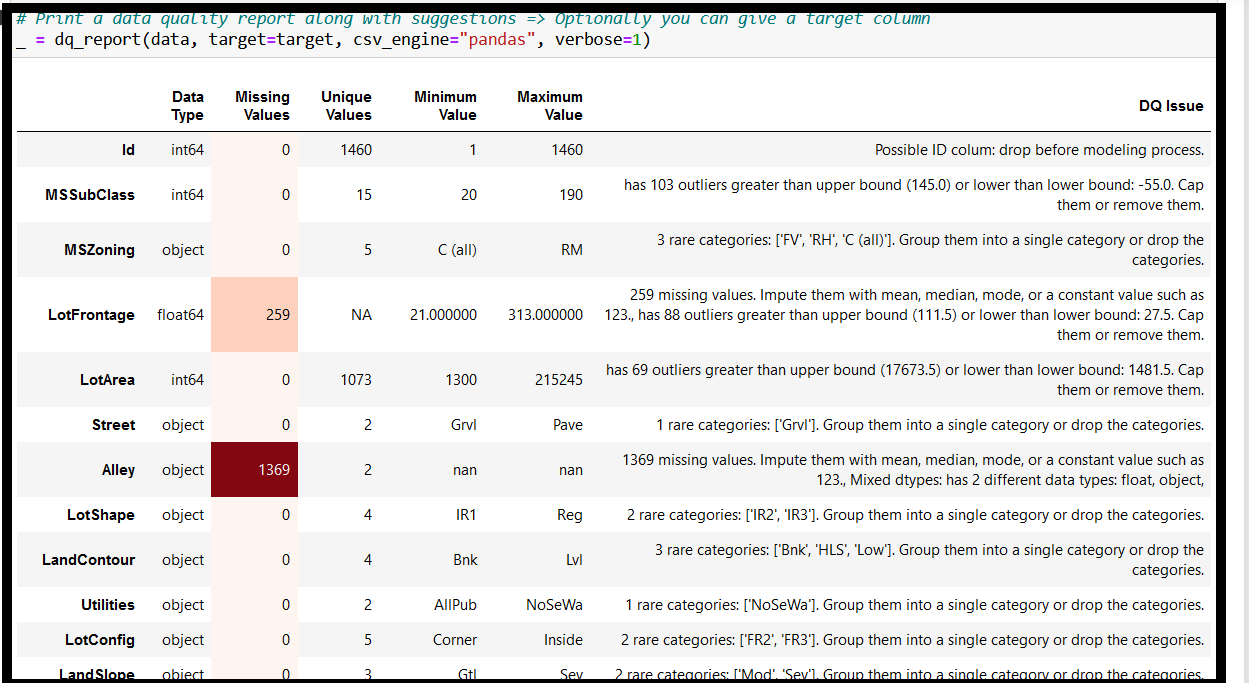 # Print a data quality report along with suggestions => Optionally you can give a target column
_ = dq_report(data, target=target, csv_engine="pandas", verbose=1)
Data Type Missing Values Unique Values Minimum Value Maximum Value DQ Issue
Id int64 0 1460 1 1460 Possible ID colum: drop before modeling process.
MSSubClass int64 0 15 20 190 has 103 outliers greater than upper bound (145.0) or lower than lower bound: -55.0. Cap
them or remove them.
MSZoning object 0 5 C (all) RM 3 rare categories: ['FV', 'RH', 'C (all)']. Group them into a single category or drop the
categories.
LotFrontage float64 259 NA 21.000000 313.000000 259 missing values. Impute them with mean, median, mode, or a constant value such as
123., has 88 outliers greater than upper bound (111.5) or lower than lower bound: 27.5. Cap
them or remove them.
LotArea int64 0 1073 1300 215245 has 69 outliers greater than upper bound (17673.5) or lower than lower bound: 1481.5. Cap
them or remove them.
Street object 0 2 Grvl Pave 1 rare categories: ['Grvl']. Group them into a single category or drop the categories.
Alley object 1369 2 nan nan 1369 missing values. Impute them with mean, median, mode, or a constant value such as
123., Mixed dtypes: has 2 different data types: float, object,
LotShape object 0 4 IR1 Reg 2 rare categories: ['IR2', 'IR3']. Group them into a single category or drop the categories.
LandContour object 0 4 Bnk Lvl 3 rare categories: ['Bnk', 'HLS', 'Low']. Group them into a single category or drop the
categories.
Utilities object 0 2 AllPub NoSeWa 1 rare categories: ['NoSeWa']. Group them into a single category or drop the categories.
LotConfig object 0 5 Corner Inside 2 rare categories: ['FR2', 'FR3']. Group them into a single category or drop the categories.
LandSlope object 0 3 Gtl Sev 2 rare categories: ['Mod', 'Sev']. Group them into a single category or drop the categories.